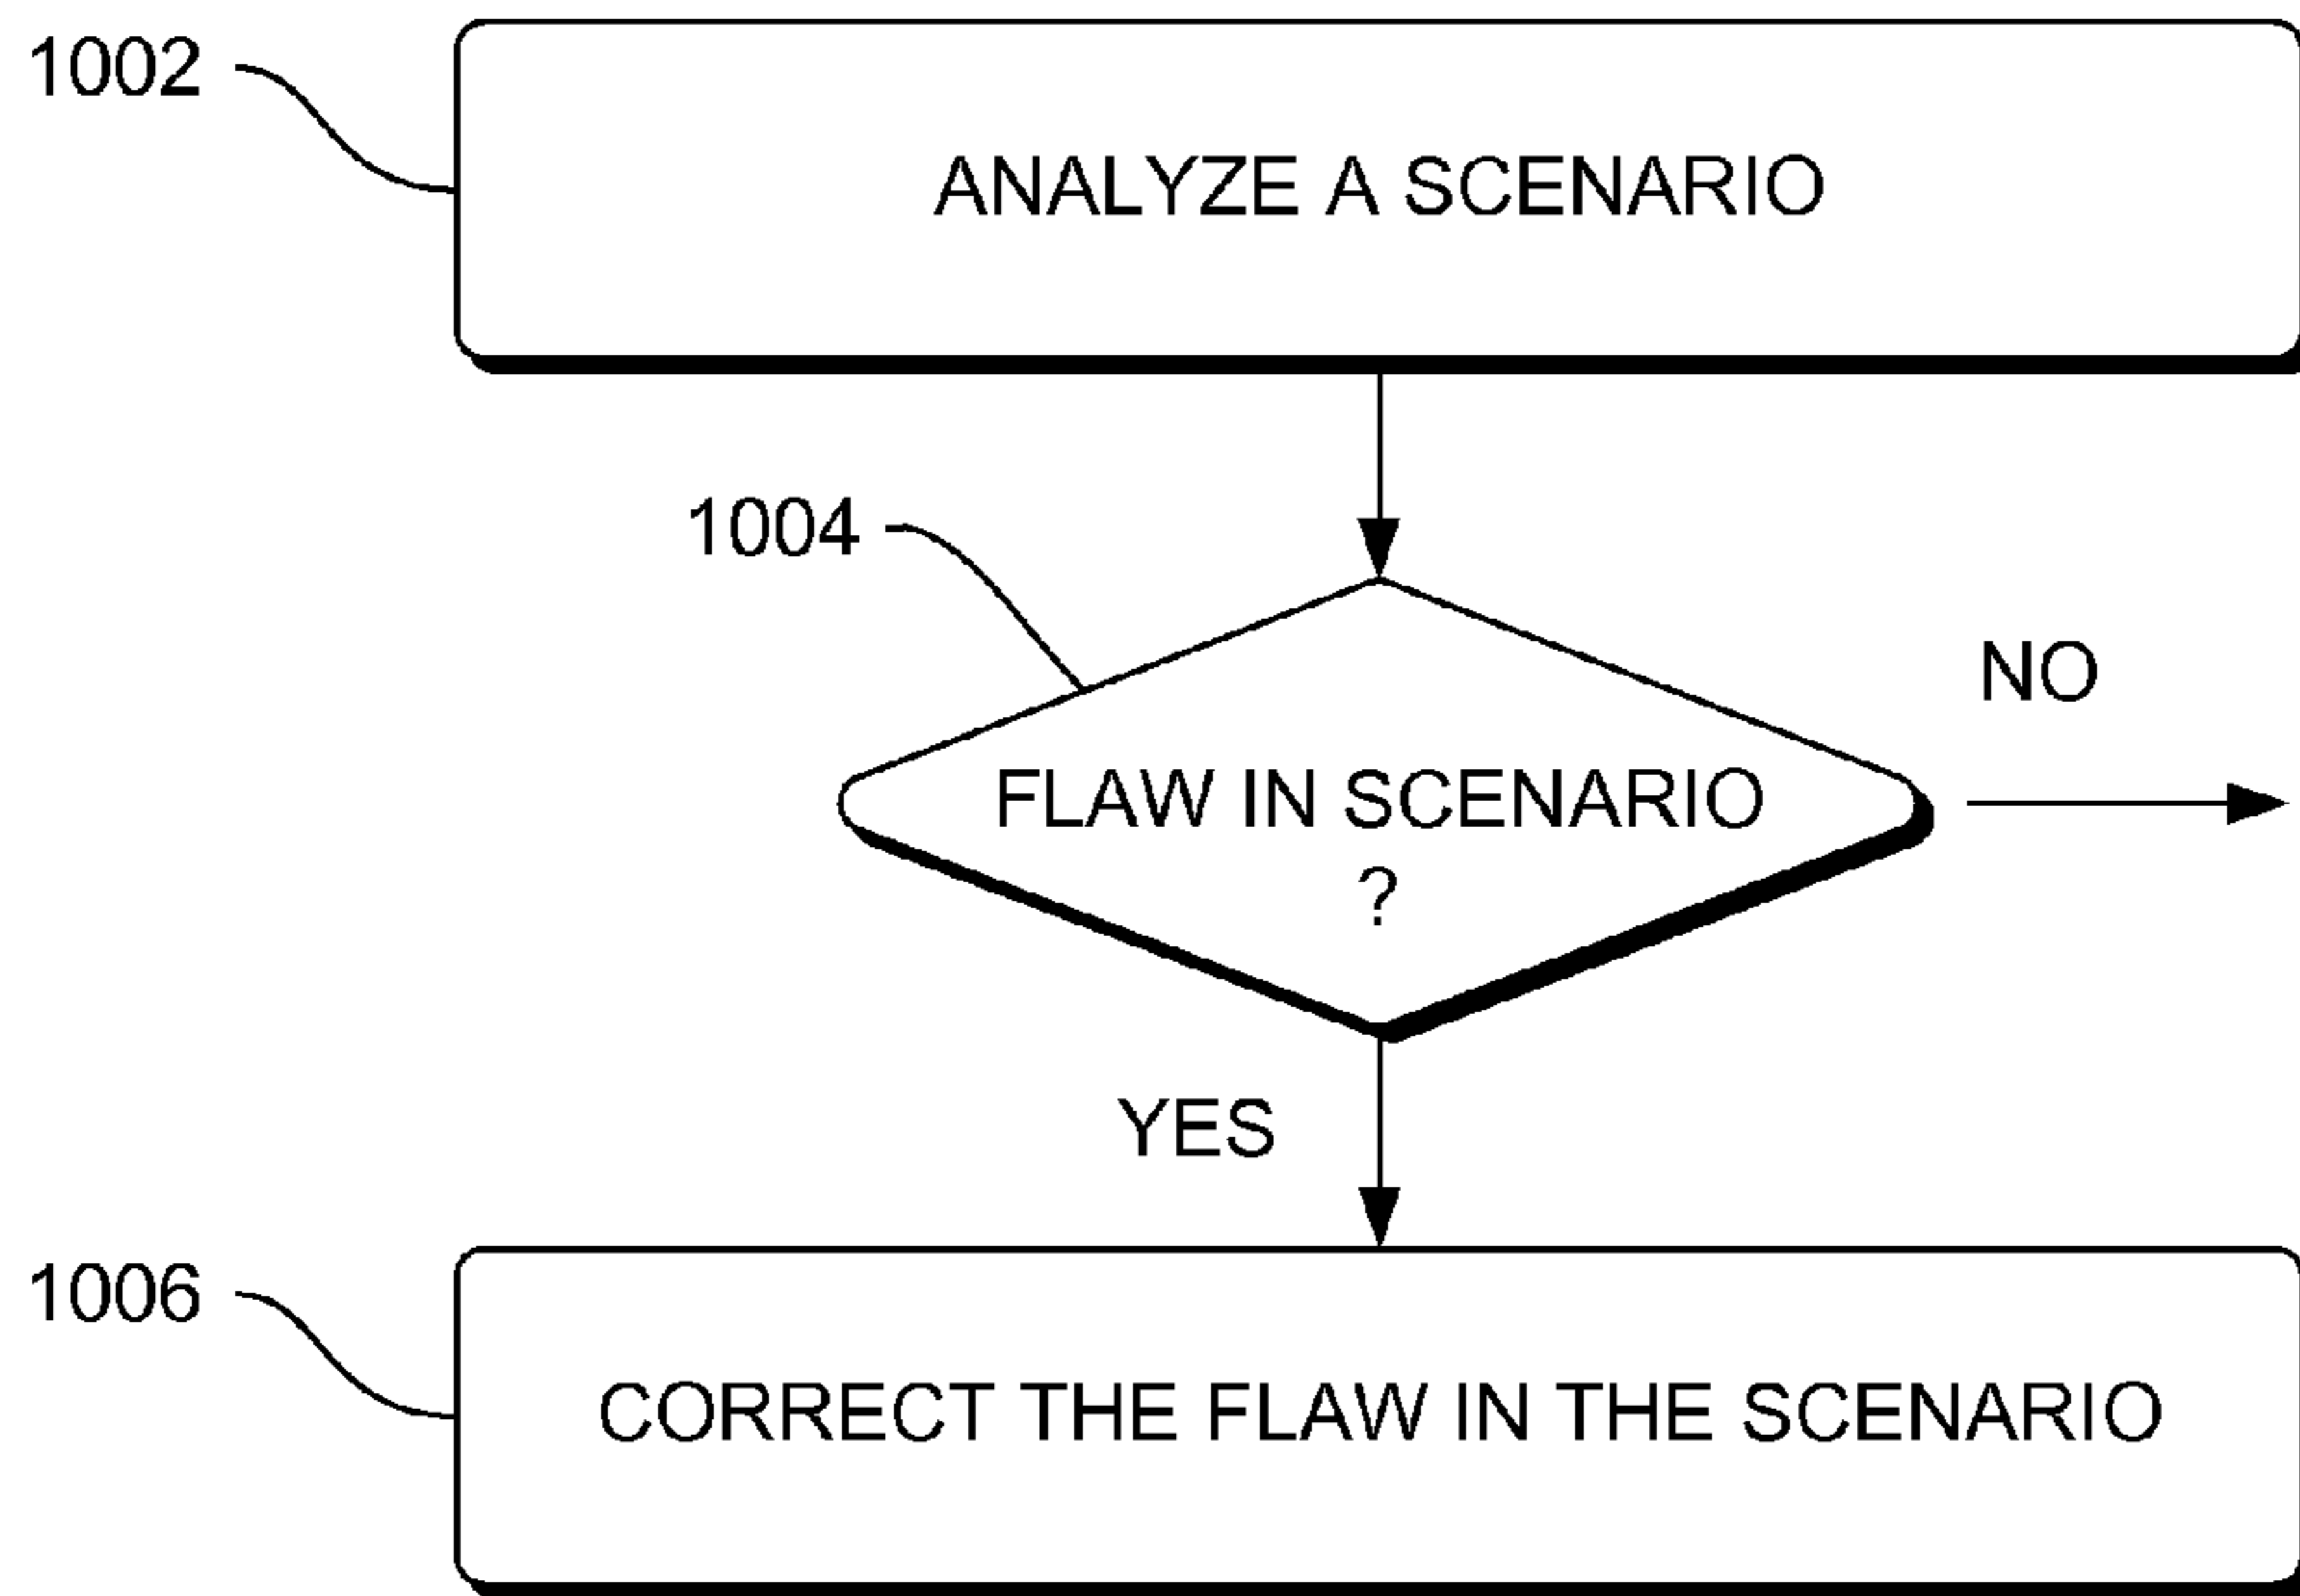 1002
ANALYZE A SCENARIO
1004
NO
FLAW IN SCENARIO
?
YES
1006
CORRECT THE FLAW IN THE SCENARIO